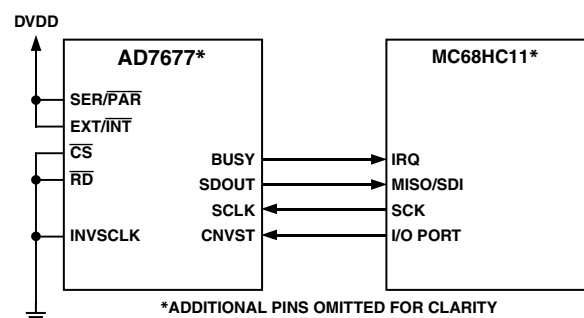 DVDD
AD7677*
MC68HC11*
SER/PAR
EXT/INT
CS
RD
INVSCLK
BUSY
SDOUT
SCLK
CNVST
IRQ
MISO/SDI
SCK
I/O PORT
*ADDITIONAL PINS OMITTED FOR CLARITY